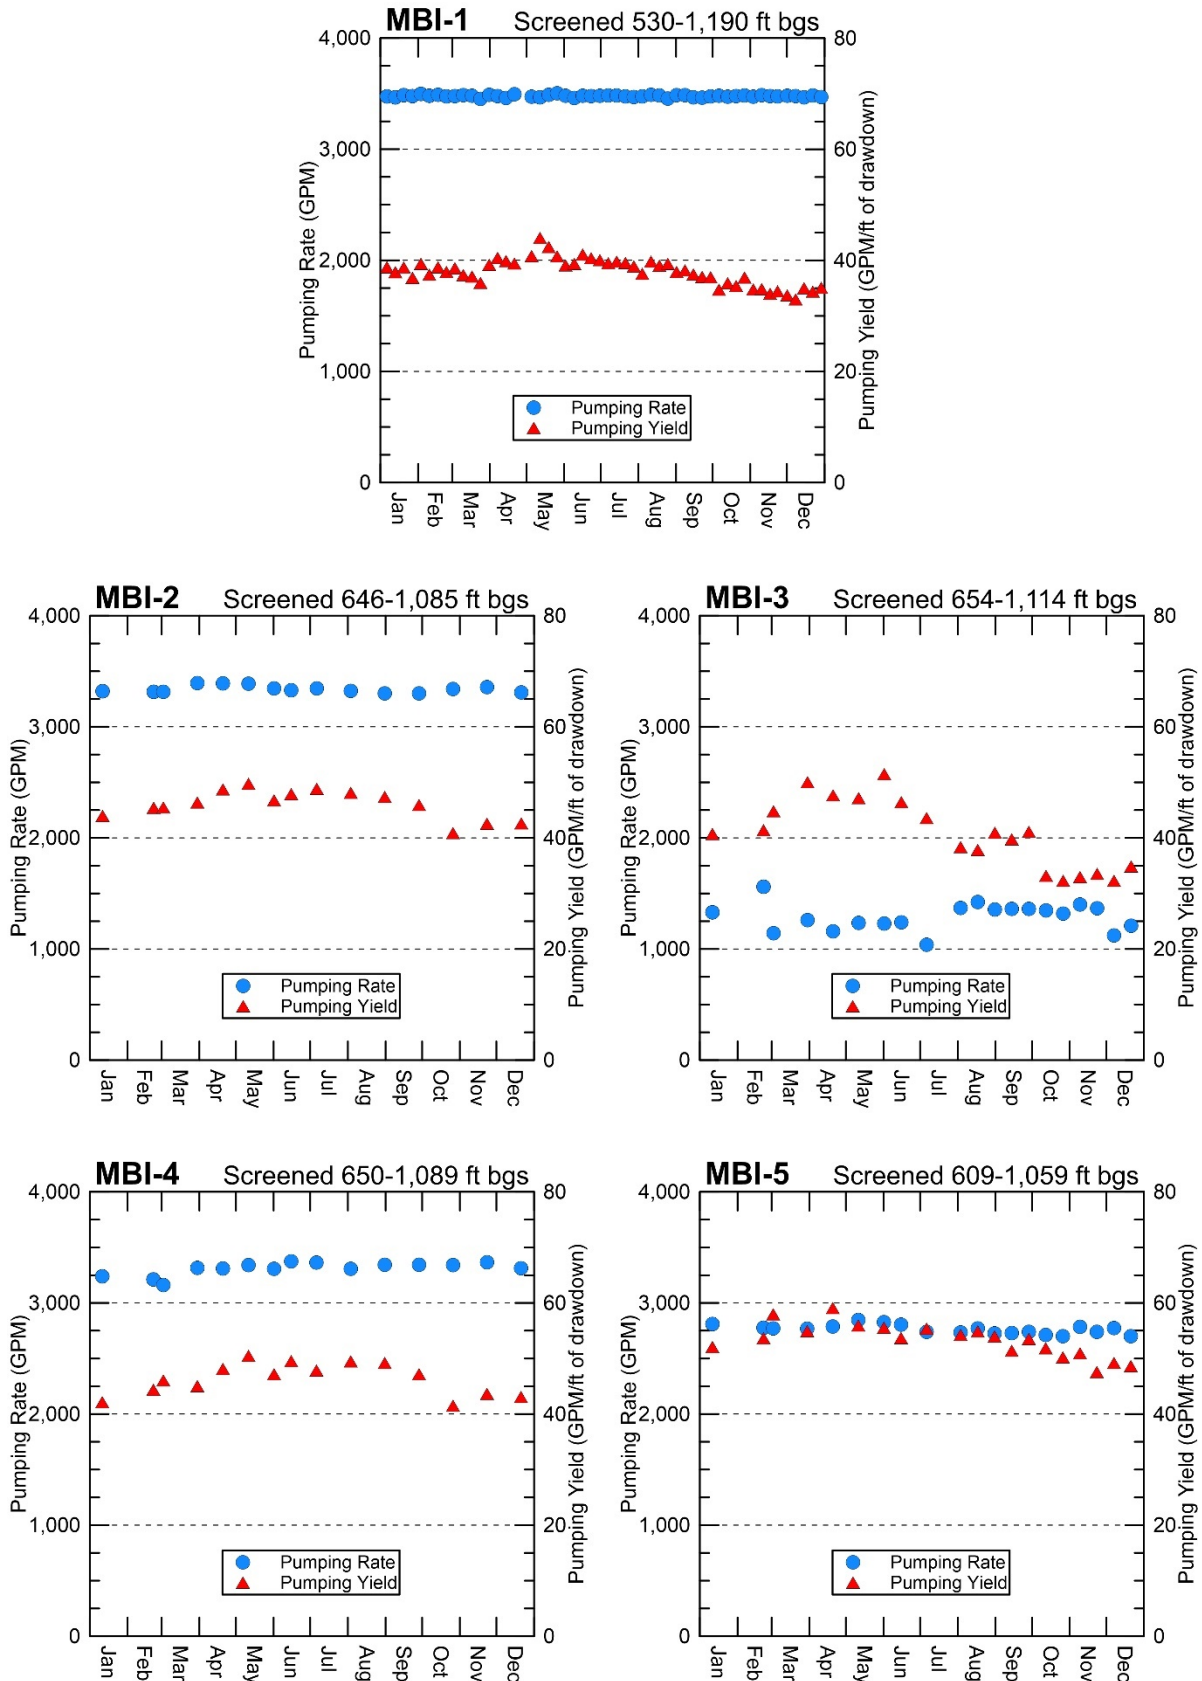 MBI-1 Screened 530-1,190 ft bgs
4,000
3,000
2,000
1,000
0
80
60
40
20
0
Pumping Rate (GPM)
Pumping Yield (GPM/ft of drawdown)
Pumping Rate
Pumping Yield
Jan Feb Mar Apr May Jun Jul Aug Sep Oct Nov Dec
MBI-2 Screened 646-1,085 ft bgs
4,000
3,000
2,000
1,000
0
80
60
40
20
0
Pumping Rate (GPM)
Pumping Yield (GPM/ft of drawdown)
Pumping Rate
Pumping Yield
Jan Feb Mar Apr May Jun Jul Aug Sep Oct Nov Dec
MBI-3 Screened 654-1,114 ft bgs
4,000
3,000
2,000
1,000
0
80
60
40
20
0
Pumping Rate (GPM)
Pumping Yield (GPM/ft of drawdown)
Pumping Rate
Pumping Yield
Jan Feb Mar Apr May Jun Jul Aug Sep Oct Nov Dec
MBI-4 Screened 650-1,089 ft bgs
4,000
3,000
2,000
1,000
0
80
60
40
20
0
Pumping Rate (GPM)
Pumping Yield (GPM/ft of drawdown)
Pumping Rate
Pumping Yield
Jan Feb Mar Apr May Jun Jul Aug Sep Oct Nov Dec
MBI-5 Screened 609-1,059 ft bgs
4,000
3,000
2,000
1,000
0
80
60
40
20
0
Pumping Rate (GPM)
Pumping Yield (GPM/ft of drawdown)
Pumping Rate
Pumping Yield
Jan Feb Mar Apr May Jun Jul Aug Sep Oct Nov Dec